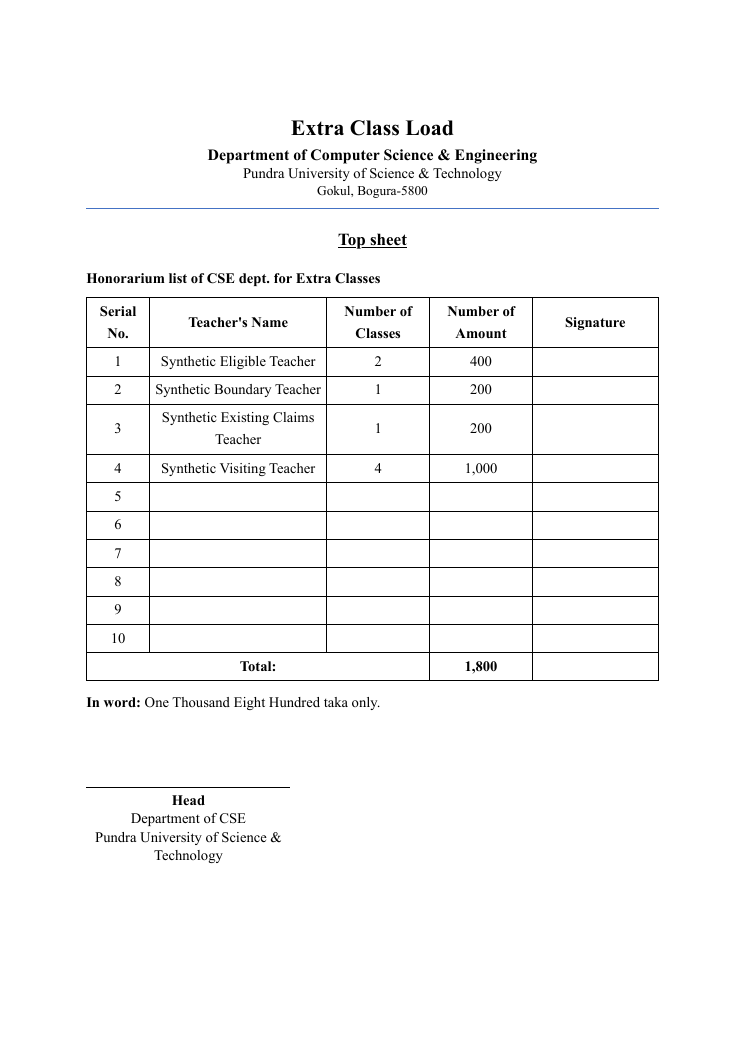 Extra Class Load
Department of Computer Science & Engineering
Pundra University of Science & Technology
Gokul, Bogura-5800
Top sheet
Honorarium list of CSE dept. for Extra Classes
Serial No. Teacher's Name Number of Classes Number of Amount Signature
1 Synthetic Eligible Teacher 2 400
2 Synthetic Boundary Teacher 1 200
3 Synthetic Existing Claims Teacher 1 200
4 Synthetic Visiting Teacher 4 1,000
5
6
7
8
9
10
Total: 1,800
In word: One Thousand Eight Hundred taka only.
Head
Department of CSE
Pundra University of Science &
Technology